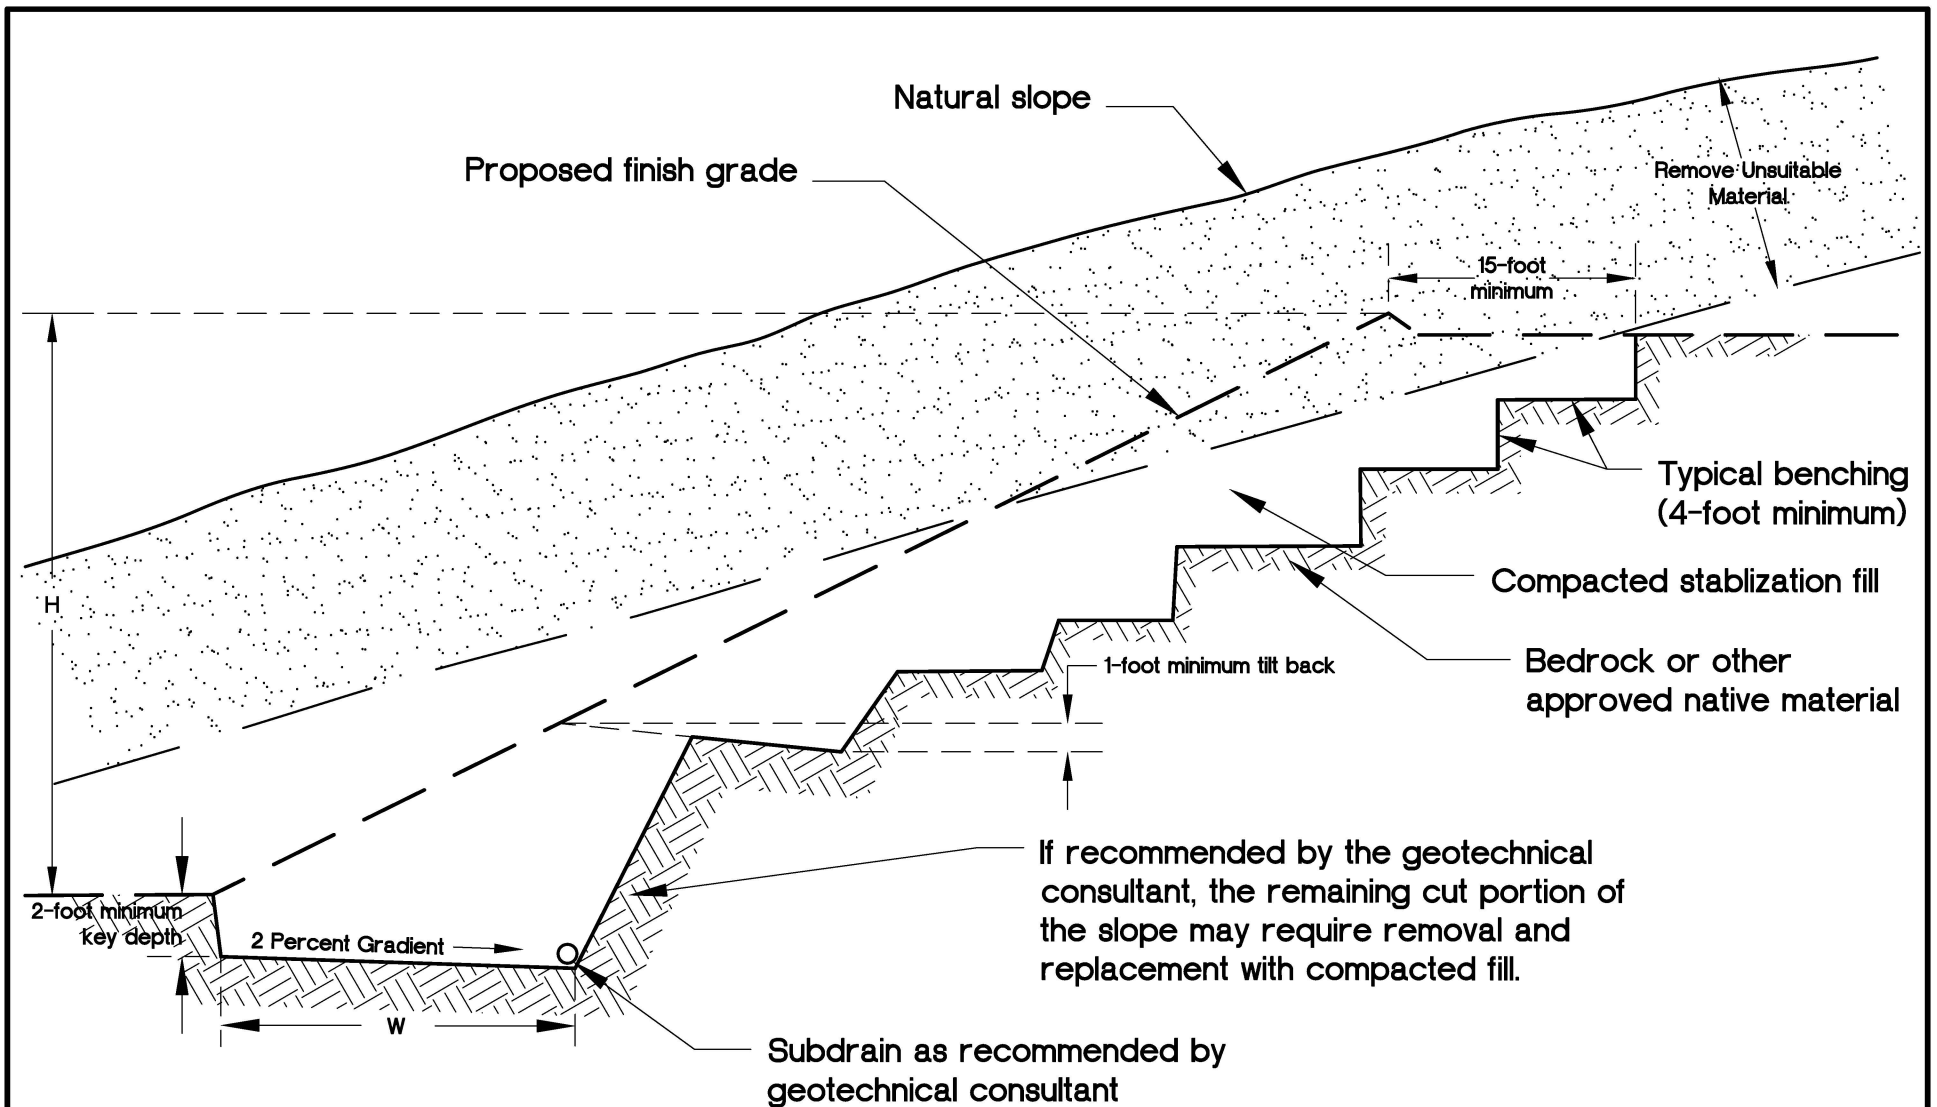 Natural slope
Proposed finish grade
Remove Unsuitable
Material
15-foot
minimum
H
Typical benching
(4-foot minimum)
Compacted stablization fill
Bedrock or other
approved native material
1-foot minimum tilt back
If recommended by the geotechnical
consultant, the remaining cut portion of
the slope may require removal and
replacement with compacted fill.
2-foot minimum
key depth
2 Percent Gradient
W
Subdrain as recommended by
geotechnical consultant